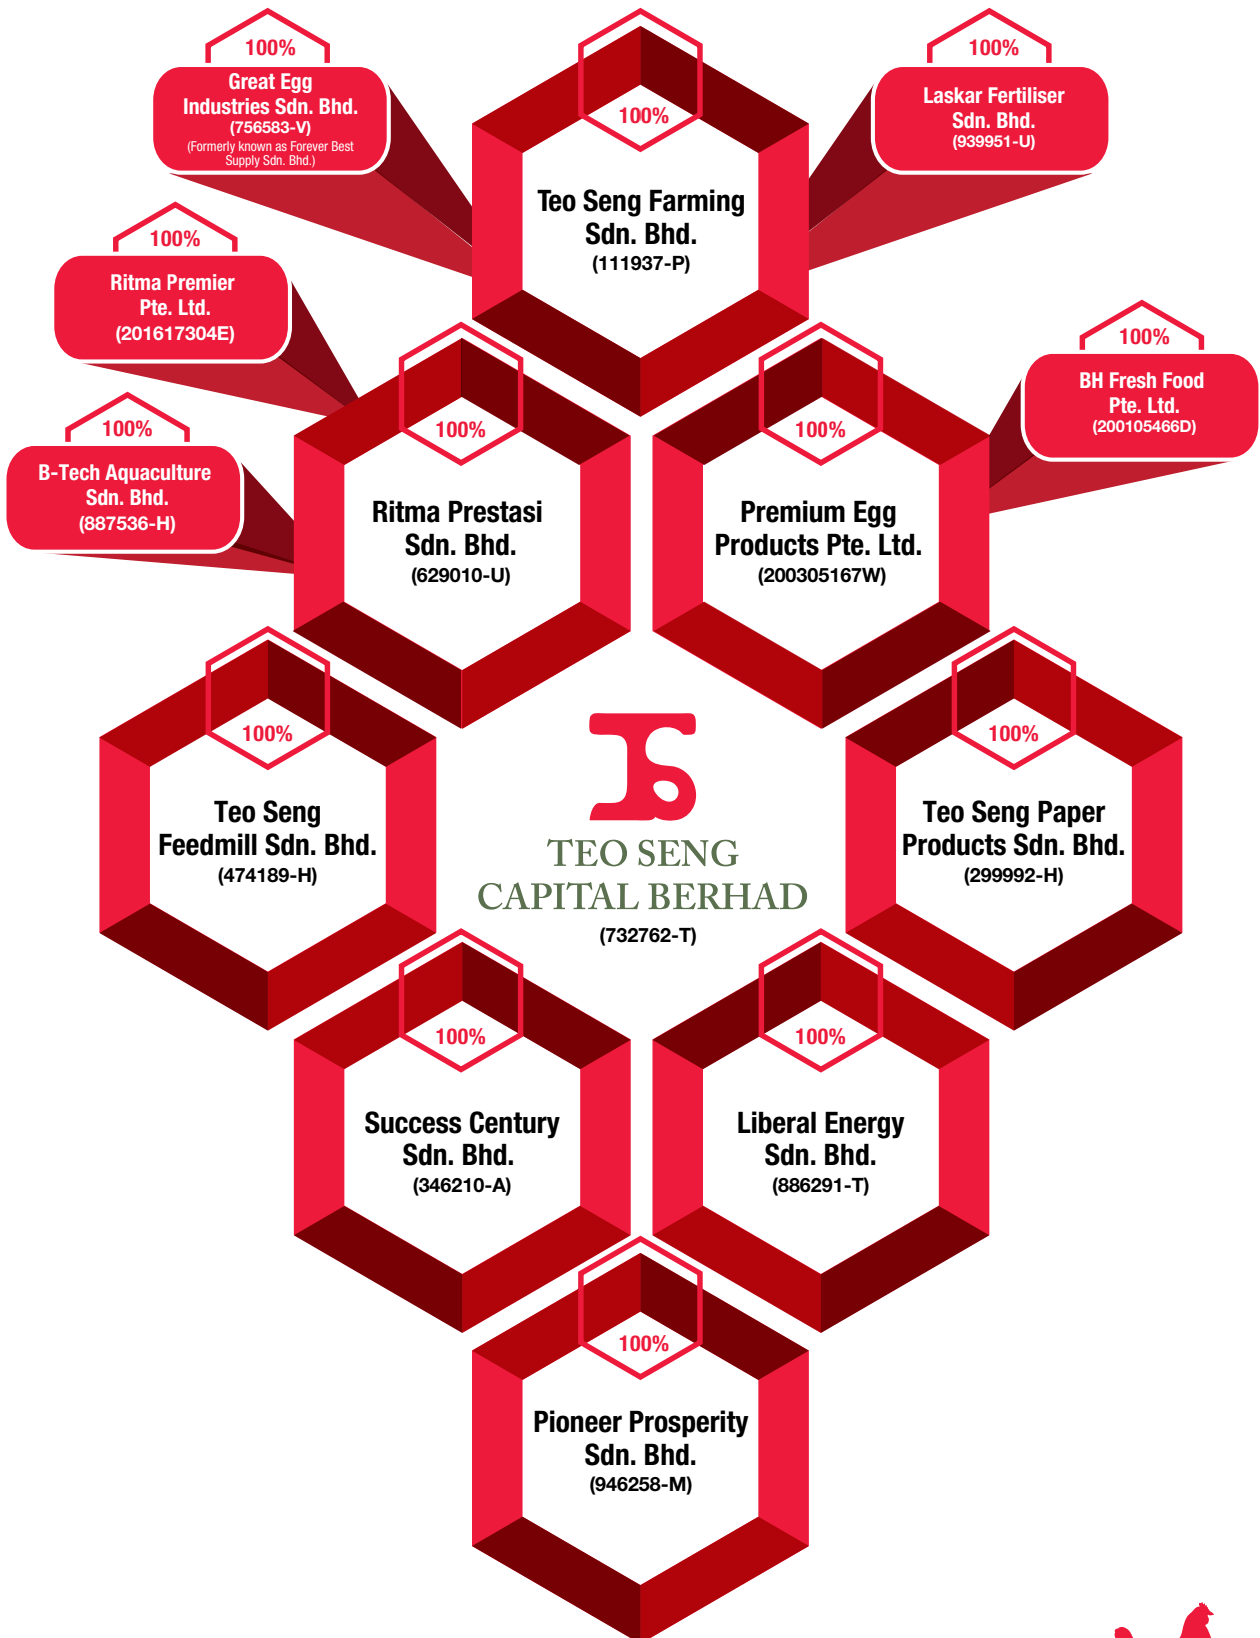 100%
Great Egg
Industries Sdn. Bhd.
(756583-V)
(Formerly known as Forever Best
Supply Sdn. Bhd.)
100%
Teo Seng Farming
Sdn. Bhd.
(111937-P)
100%
Laskar Fertiliser
Sdn. Bhd.
(939951-U)
100%
Ritma Premier
Pte. Ltd.
(201617304E)
100%
BH Fresh Food
Pte. Ltd.
(200105466D)
100%
B-Tech Aquaculture
Sdn. Bhd.
(887536-H)
100%
Ritma Prestasi
Sdn. Bhd.
(629010-U)
100%
Premium Egg
Products Pte. Ltd.
(200305167W)
100%
Teo Seng
Feedmill Sdn. Bhd.
(474189-H)
TEO SENG
CAPITAL BERHAD
(732762-T)
100%
Teo Seng Paper
Products Sdn. Bhd.
(299992-H)
100%
Success Century
Sdn. Bhd.
(346210-A)
100%
Liberal Energy
Sdn. Bhd.
(886291-T)
100%
Pioneer Prosperity
Sdn. Bhd.
(946258-M)